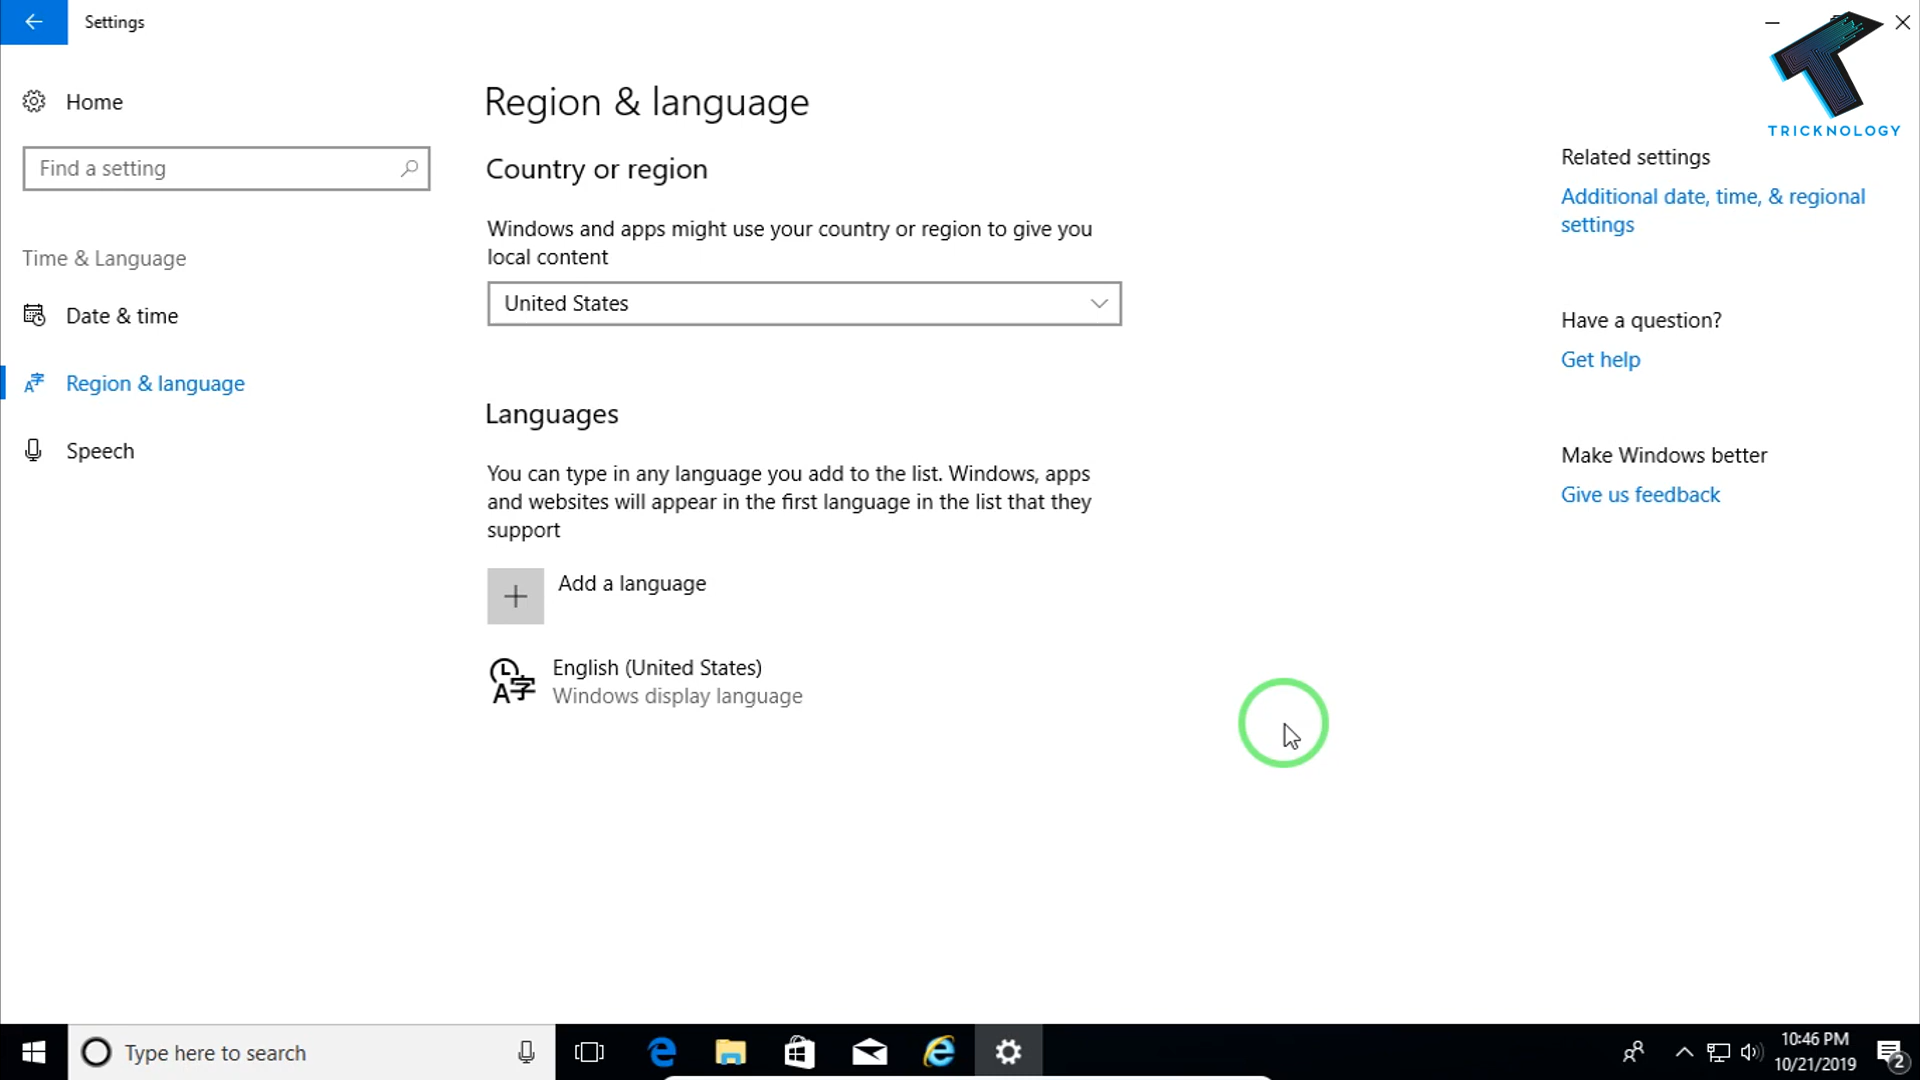 Settings
TRICKNOLOGY
Home
Find a setting
Time & Language
Date & time
Region & language
Speech
Region & language
Country or region
Windows and apps might use your country or region to give you
local content
United States
Languages
You can type in any language you add to the list. Windows, apps
and websites will appear in the first language in the list that they
support
Add a language
English (United States)
Windows display language
Related settings
Additional date, time, & regional
settings
Have a question?
Get help
Make Windows better
Give us feedback
Type here to search
10:46 PM
10/21/2019
2